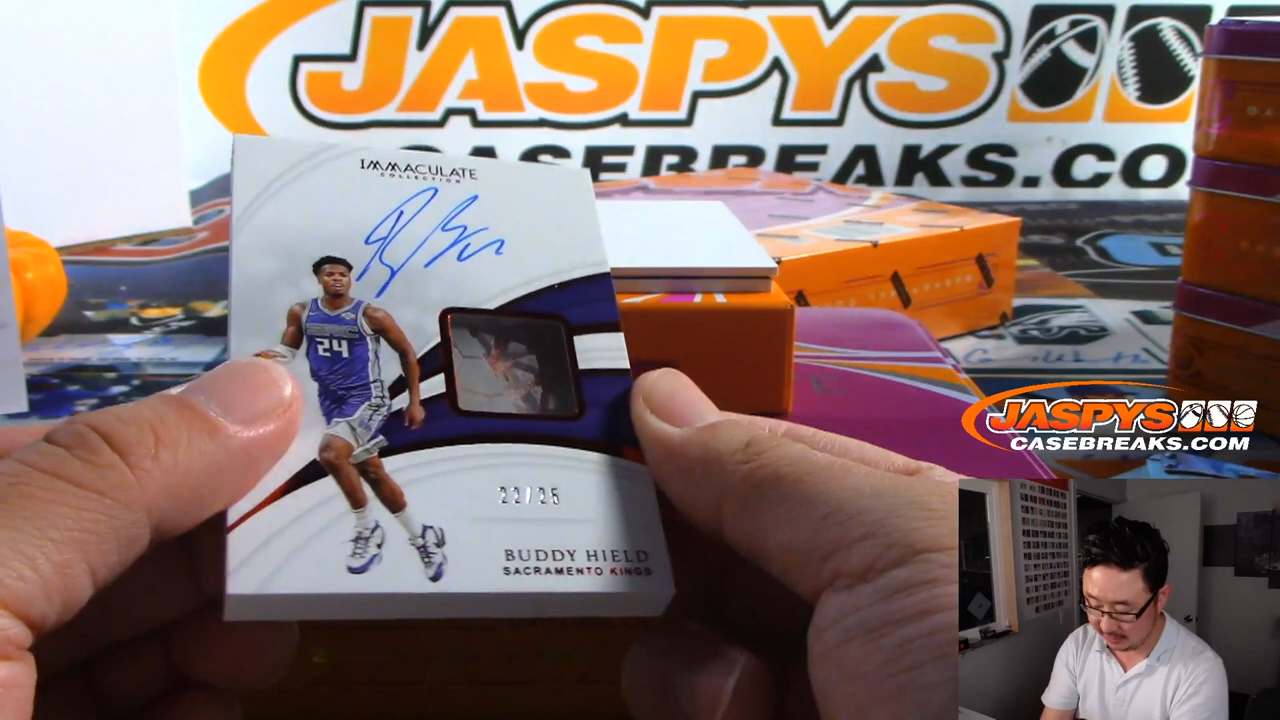 JASPYS
CASEBREAKS.CO
IMMACULATE
COLLECTION
24
22/25
BUDDY HIELD
SACRAMENTO KINGS
JASPYS
CASEBREAKS.COM